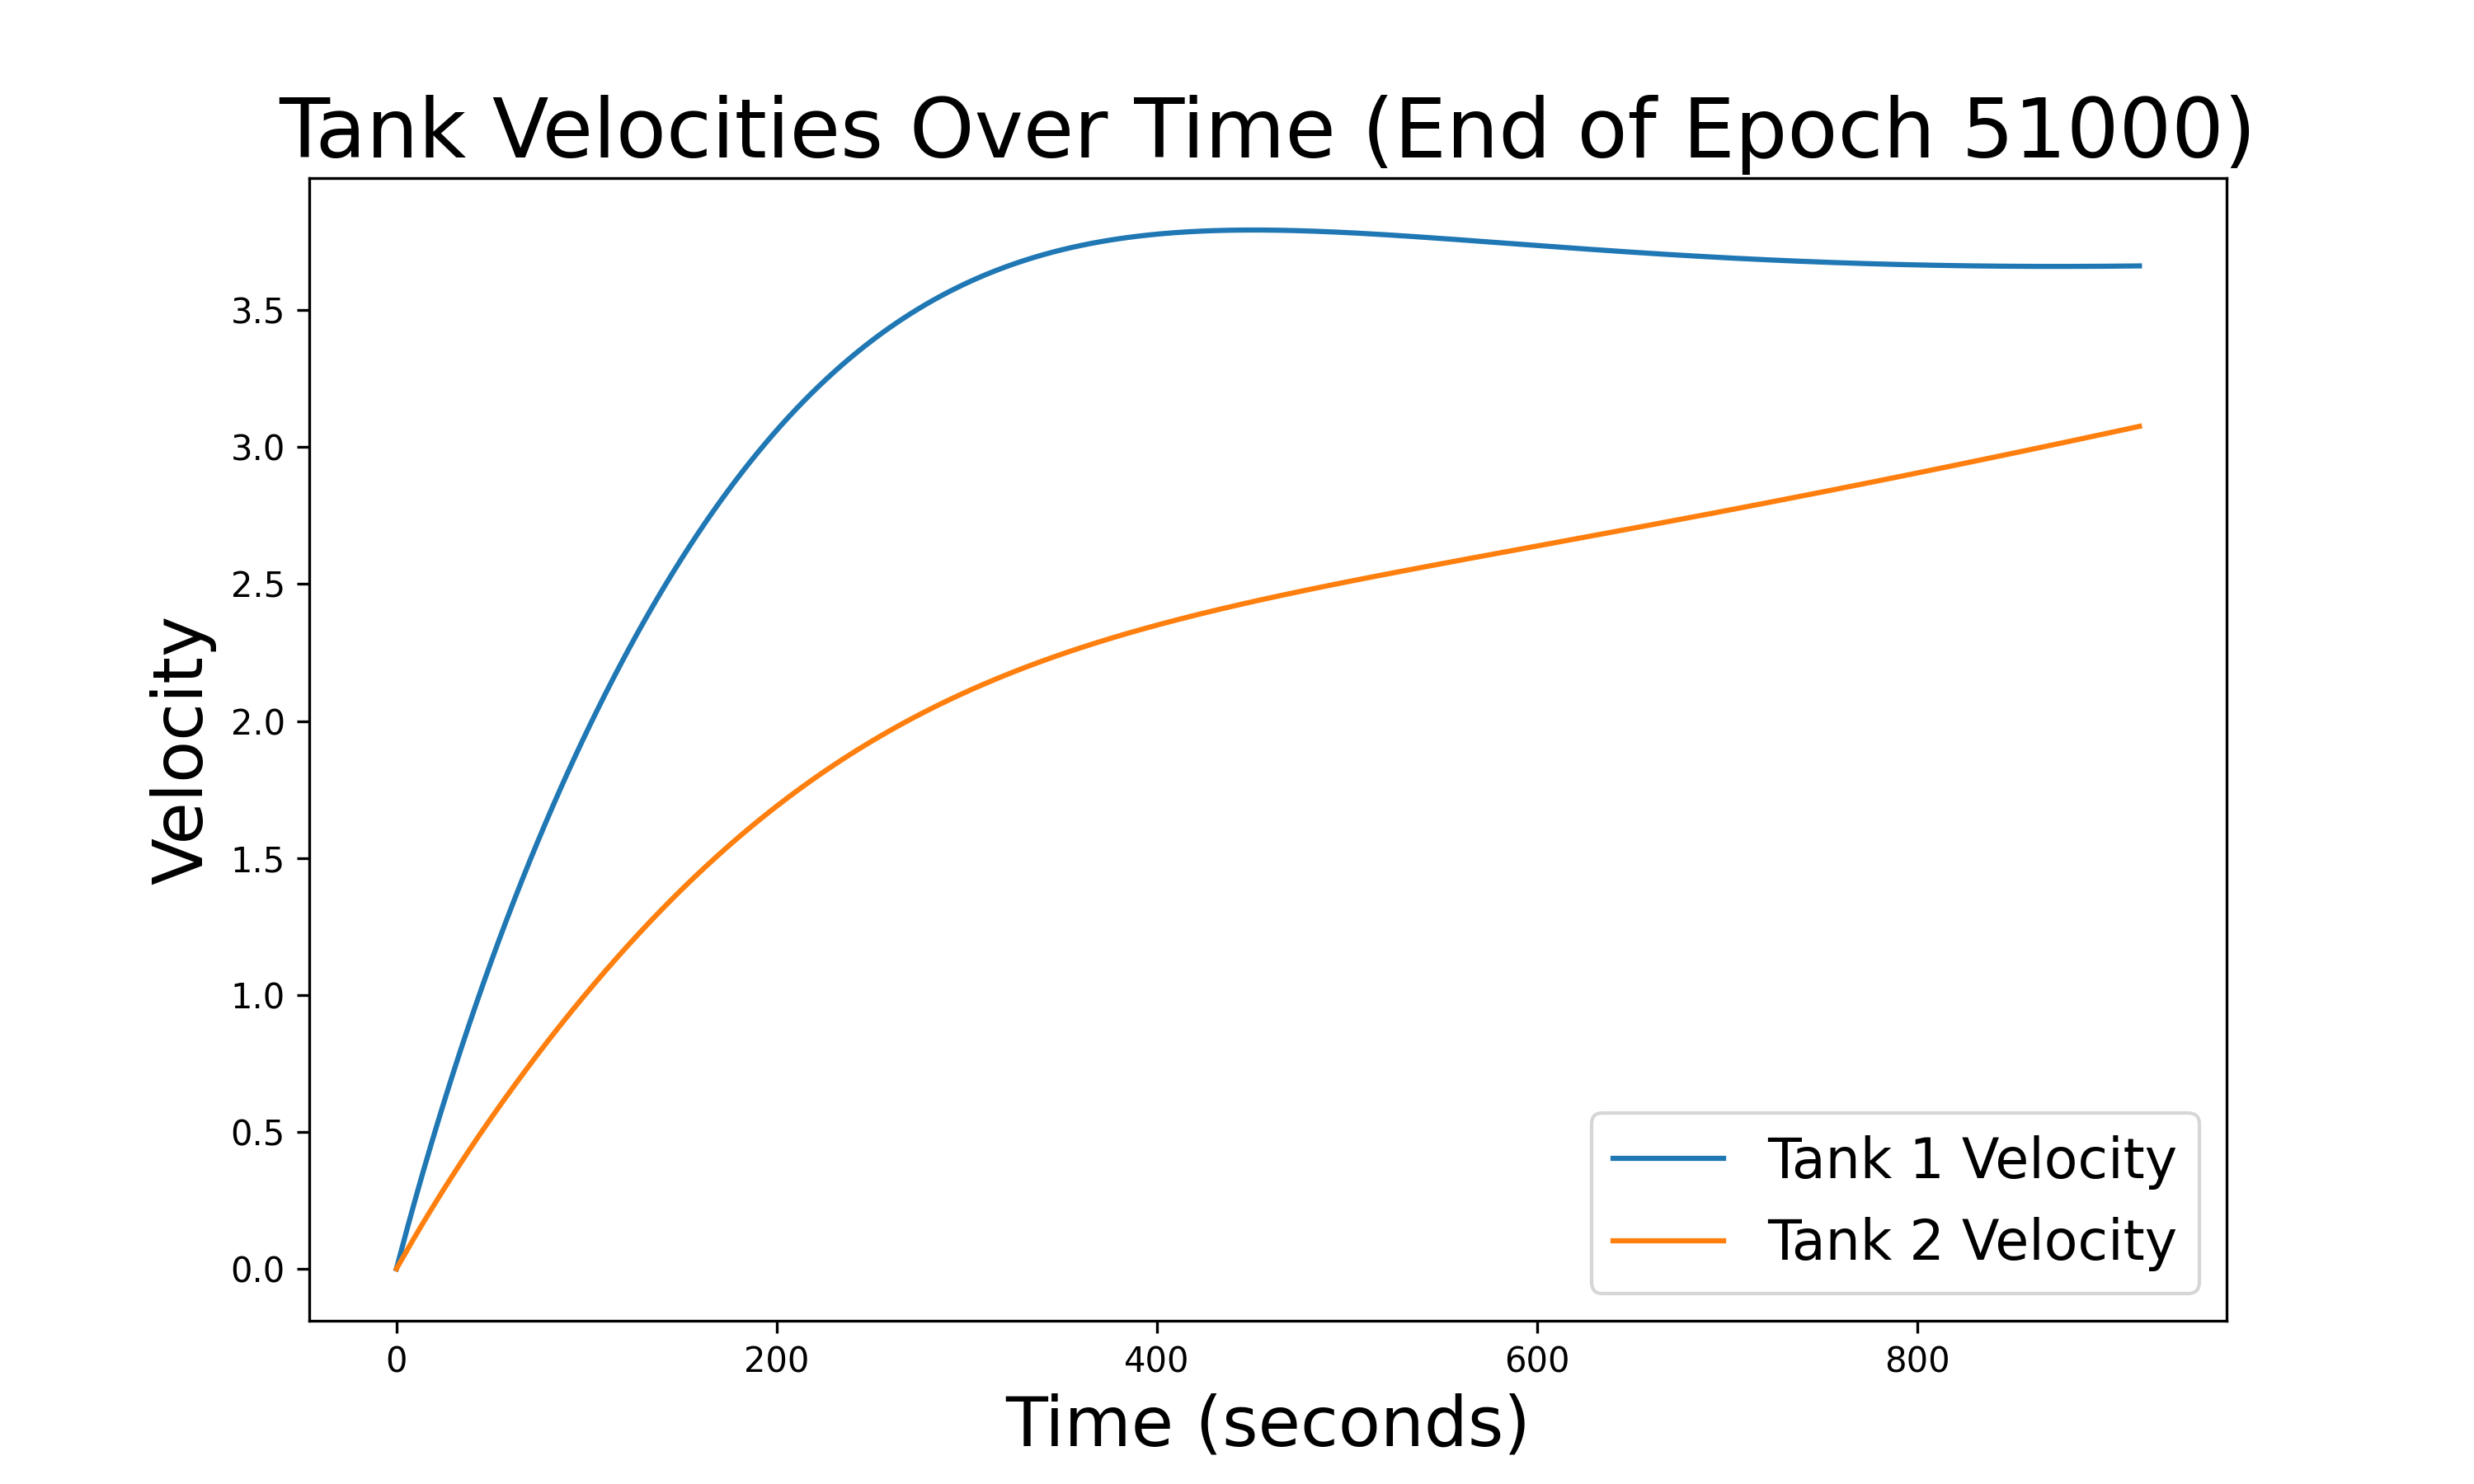 Tank Velocities Over Time (End of Epoch 51000)
Velocity
3.5
3.0
2.5
2.0
1.5
1.0
0.5
0.0
Tank 1 Velocity
Tank 2 Velocity
0 200 400 600 800
Time (seconds)